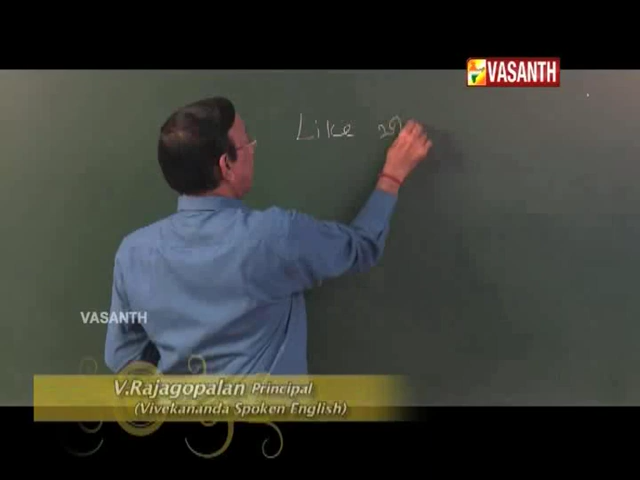 VASANTH
Like
VASANTH
V.Rajagopalan Principal
(Vivekananda Spoken English)